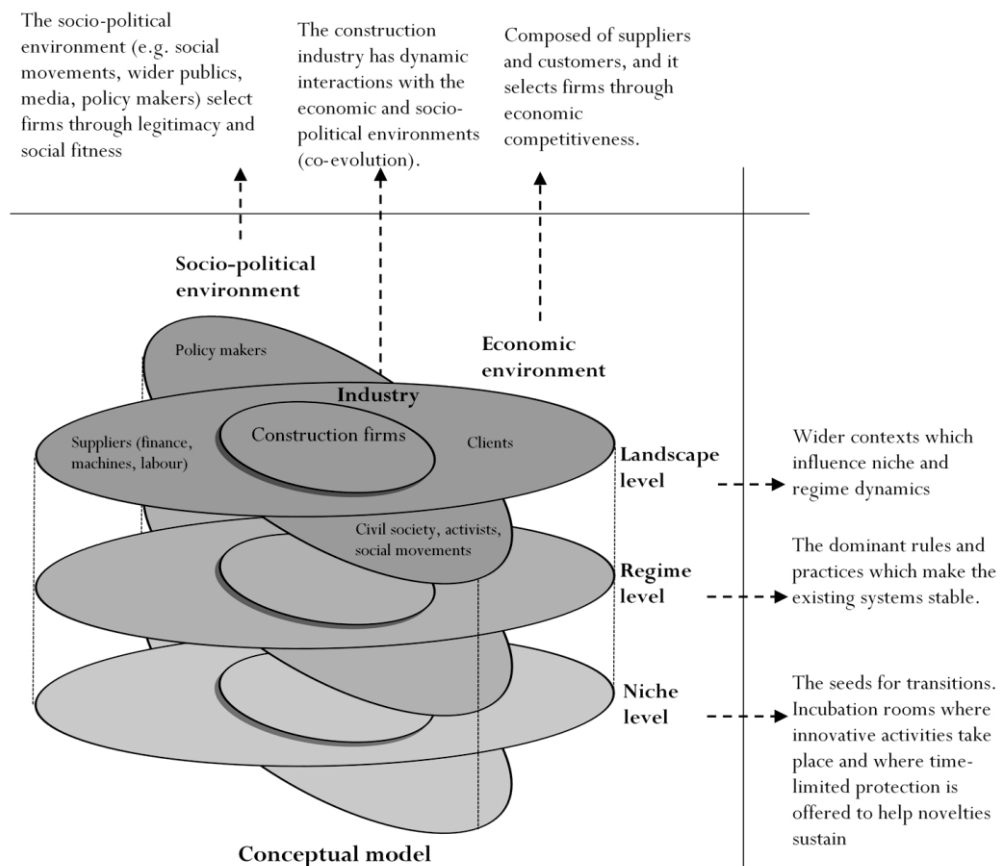 The socio-political
environment (e.g. social
movements, wider publics,
media, policy makers) select
firms through legitimacy and
social fitness
The construction
industry has dynamic
interactions with the
economic and socio-
political environments
(co-evolution).
Composed of suppliers
and customers, and it
selects firms through
economic
competitiveness.
Socio-political
environment
Economic
environment
Policy makers
Industry
Construction firms
Suppliers (finance,
machines, labour)
Clients
Civil society, activists,
social movements
Landscape
level
Wider contexts which
influence niche and
regime dynamics
Regime
level
The dominant rules and
practices which make the
existing systems stable.
Niche
level
The seeds for transitions.
Incubation rooms where
innovative activities take
place and where time-
limited protection is
offered to help novelties
sustain
Conceptual model